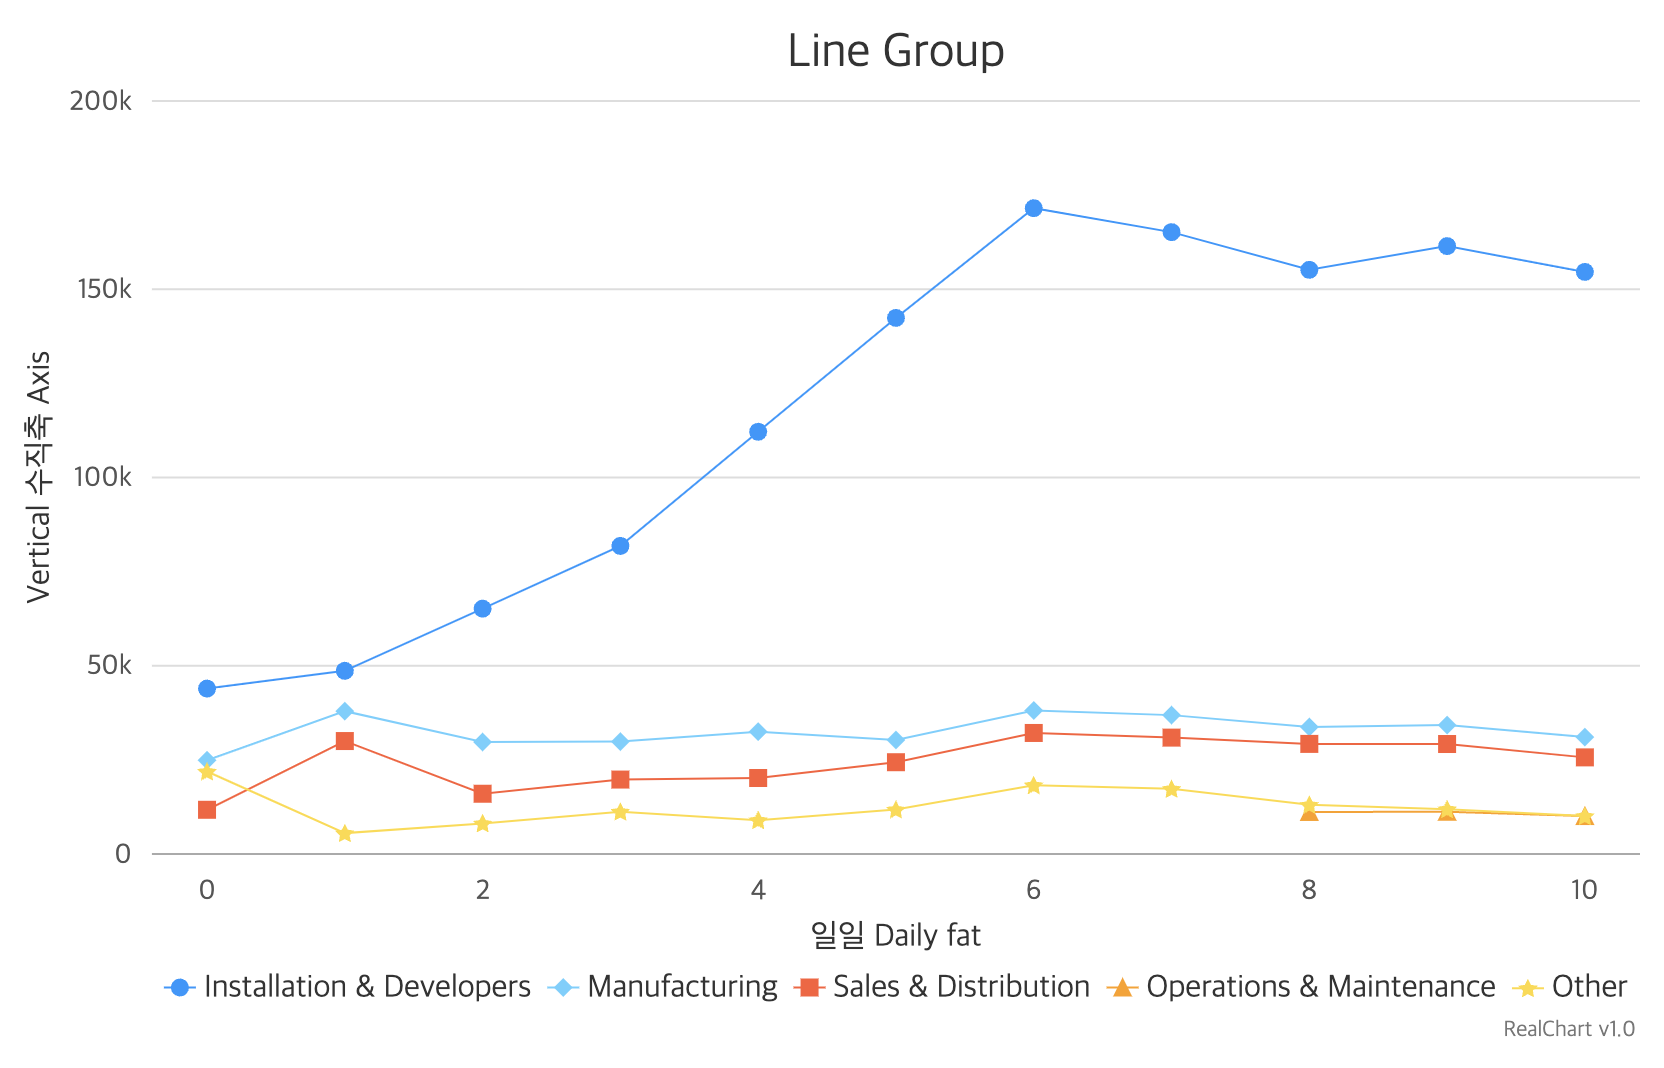 Line Group
200k
150k
100k
50k
0
Vertical 수직축 Axis
0 2 4 6 8 10
일일 Daily fat
Installation & Developers Manufacturing Sales & Distribution Operations & Maintenance Other
RealChart v1.0